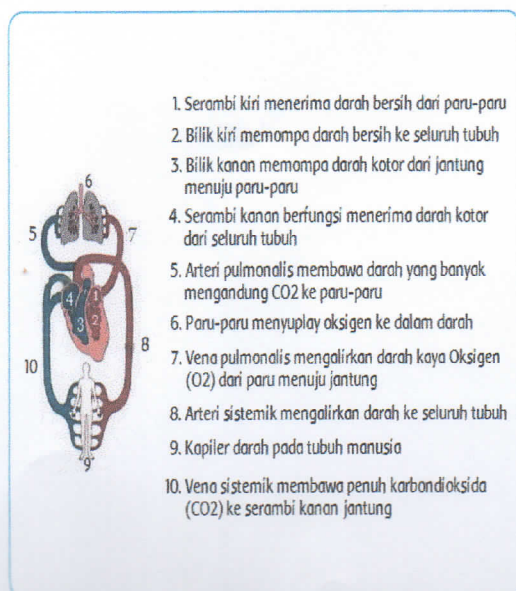 1. Serambi kiri menerima darah bersih dari paru-paru
2. Bilik kiri memompa darah bersih ke seluruh tubuh
3. Bilik kanan memompa darah kotor dari jantung
menuju paru-paru
4. Serambi kanan berfungsi menerima darah kotor
dari seluruh tubuh
5. Arteri pulmonalis membawa darah yang banyak
mengandung CO2 ke paru-paru
6. Paru-paru menyuplay oksigen ke dalam darah
7. Vena pulmonalis mengalirkan darah kaya Oksigen
(O2) dari paru menuju jantung
8. Arteri sistemik mengalirkan darah ke seluruh tubuh
9. Kapiler darah pada tubuh manusia
10. Vena sistemik membawa penuh karbondioksida
(CO2) ke serambi kanan jantung
6
5
7
4
1
3
2
8
10
9